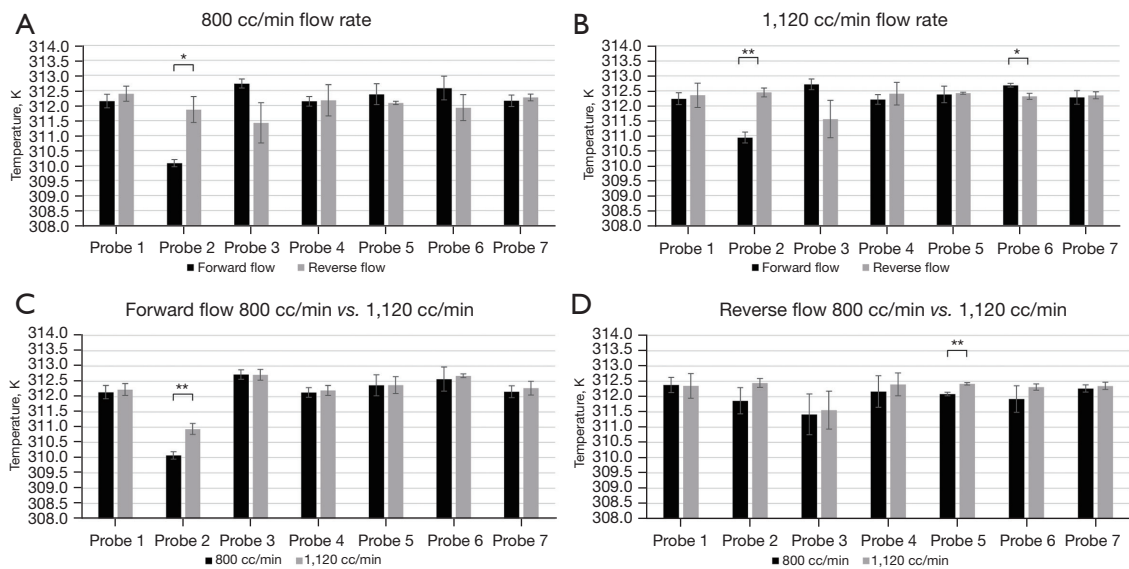 A
800 cc/min flow rate
314.0
313.5
313.0
312.5
312.0
311.5
311.0
310.5
310.0
309.5
309.0
308.5
308.0
Temperature, K
*
Probe 1 Probe 2 Probe 3 Probe 4 Probe 5 Probe 6 Probe 7
Forward flow Reverse flow
B
1,120 cc/min flow rate
314.0
313.5
313.0
312.5
312.0
311.5
311.0
310.5
310.0
309.5
309.0
308.5
308.0
Temperature, K
** *
Probe 1 Probe 2 Probe 3 Probe 4 Probe 5 Probe 6 Probe 7
Forward flow Reverse flow
C
Forward flow 800 cc/min vs. 1,120 cc/min
314.0
313.5
313.0
312.5
312.0
311.5
311.0
310.5
310.0
309.5
309.0
308.5
308.0
Temperature, K
**
Probe 1 Probe 2 Probe 3 Probe 4 Probe 5 Probe 6 Probe 7
800 cc/min 1,120 cc/min
D
Reverse flow 800 cc/min vs. 1,120 cc/min
314.0
313.5
313.0
312.5
312.0
311.5
311.0
310.5
310.0
309.5
309.0
308.5
308.0
Temperature, K
**
Probe 1 Probe 2 Probe 3 Probe 4 Probe 5 Probe 6 Probe 7
800 cc/min 1,120 cc/min